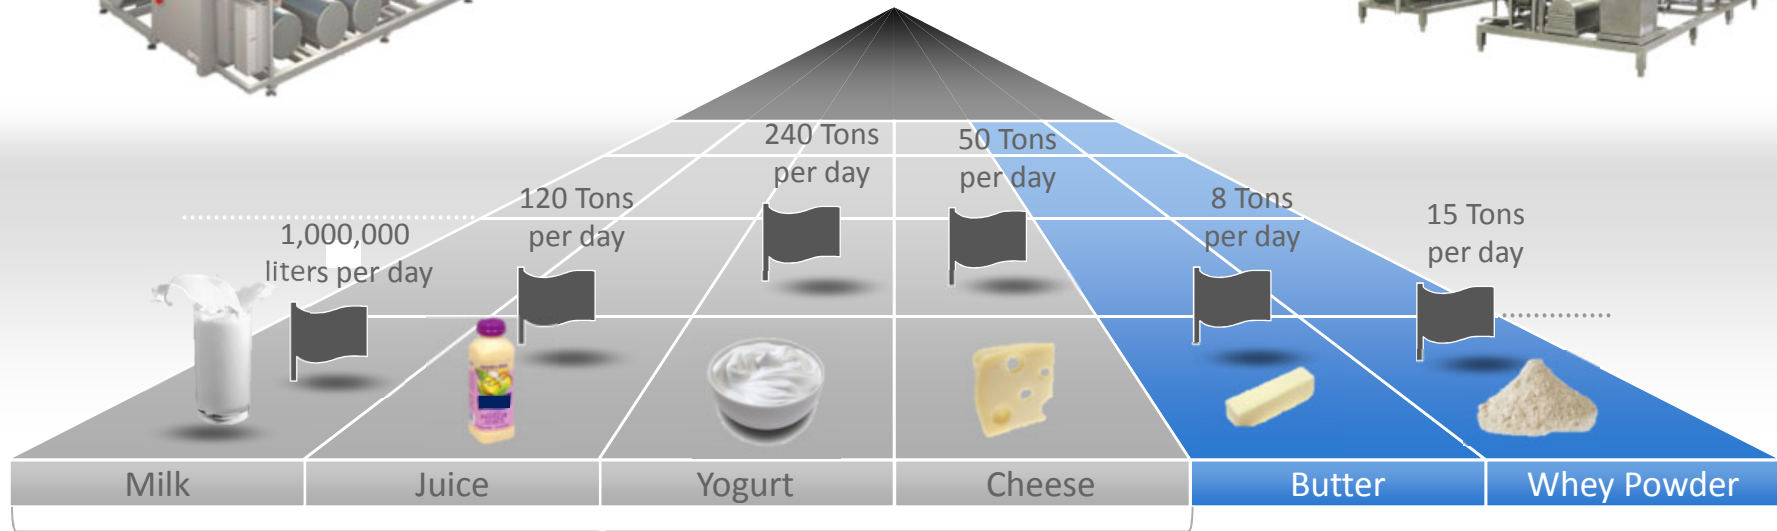 240 Tons
per day
50 Tons
per day
120 Tons
per day
8 Tons
per day
15 Tons
per day
1,000,000
liters per day
Milk
Juice
Yogurt
Cheese
Butter
Whey Powder